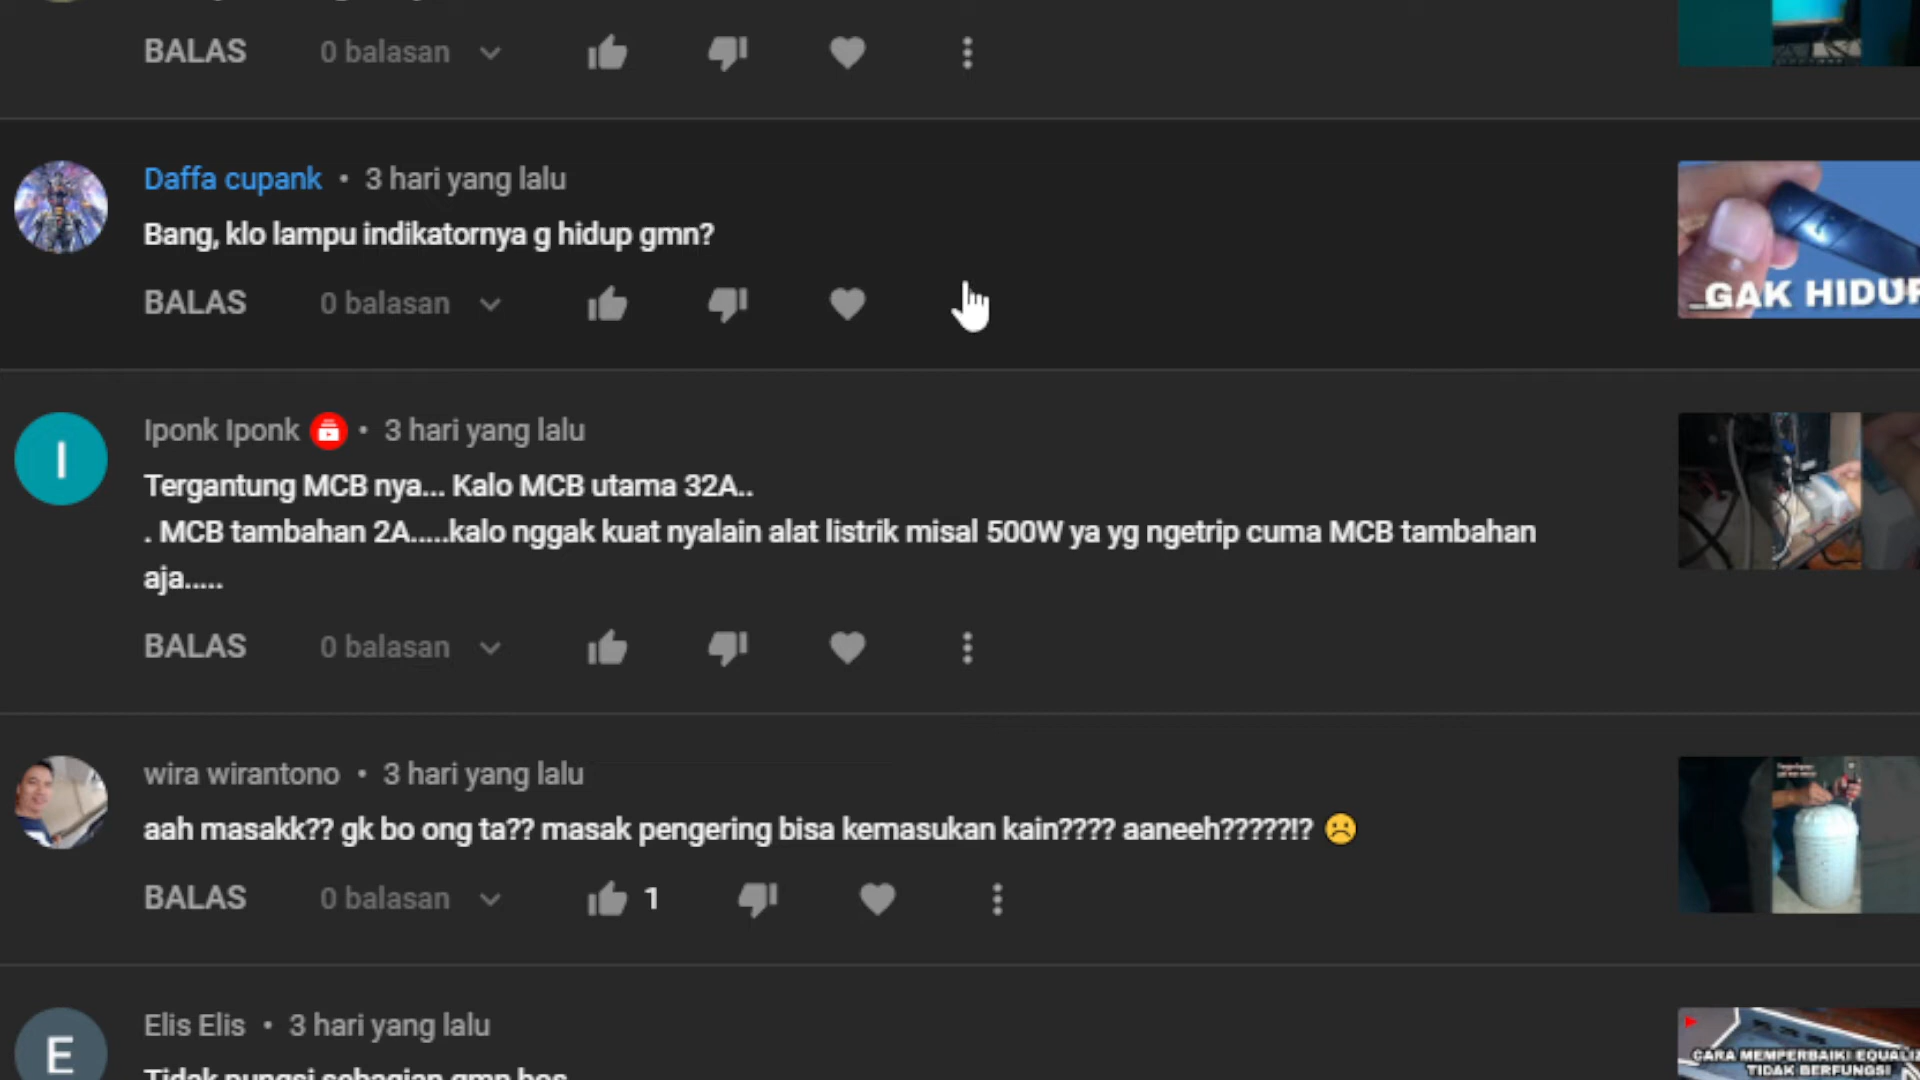 BALAS 0 balasan
Daffa cupank • 3 hari yang lalu
Bang, klo lampu indikatornya g hidup gmn?
BALAS 0 balasan
GAK HIDUP
I
Iponk Iponk • 3 hari yang lalu
Tergantung MCB nya... Kalo MCB utama 32A..
. MCB tambahan 2A.....kalo nggak kuat nyalain alat listrik misal 500W ya yg ngetrip cuma MCB tambahan
aja.....
BALAS 0 balasan
wira wirantono • 3 hari yang lalu
aah masakk?? gk bo ong ta?? masak pengering bisa kemasukan kain???? aaneeh?????!? ☹️
BALAS 0 balasan 1
E
Elis Elis • 3 hari yang lalu
Tidak pungsi sebagian gmn bos
CARA MEMPERBAIKI
TIDAK BERFUNGSI